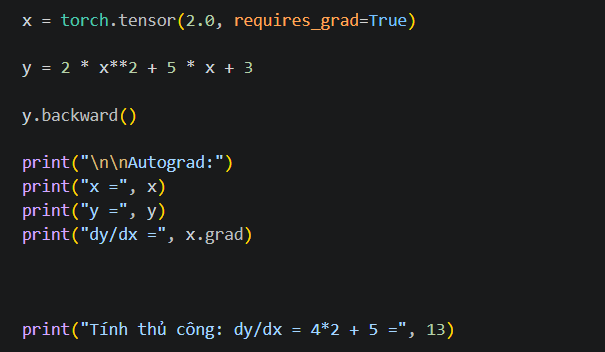 x = torch.tensor(2.0, requires_grad=True)
y = 2 * x**2 + 5 * x + 3
y.backward()
print("\n\nAutograd:")
print("x =", x)
print("y =", y)
print("dy/dx =", x.grad)
print("Tính thủ công: dy/dx = 4*2 + 5 =", 13)